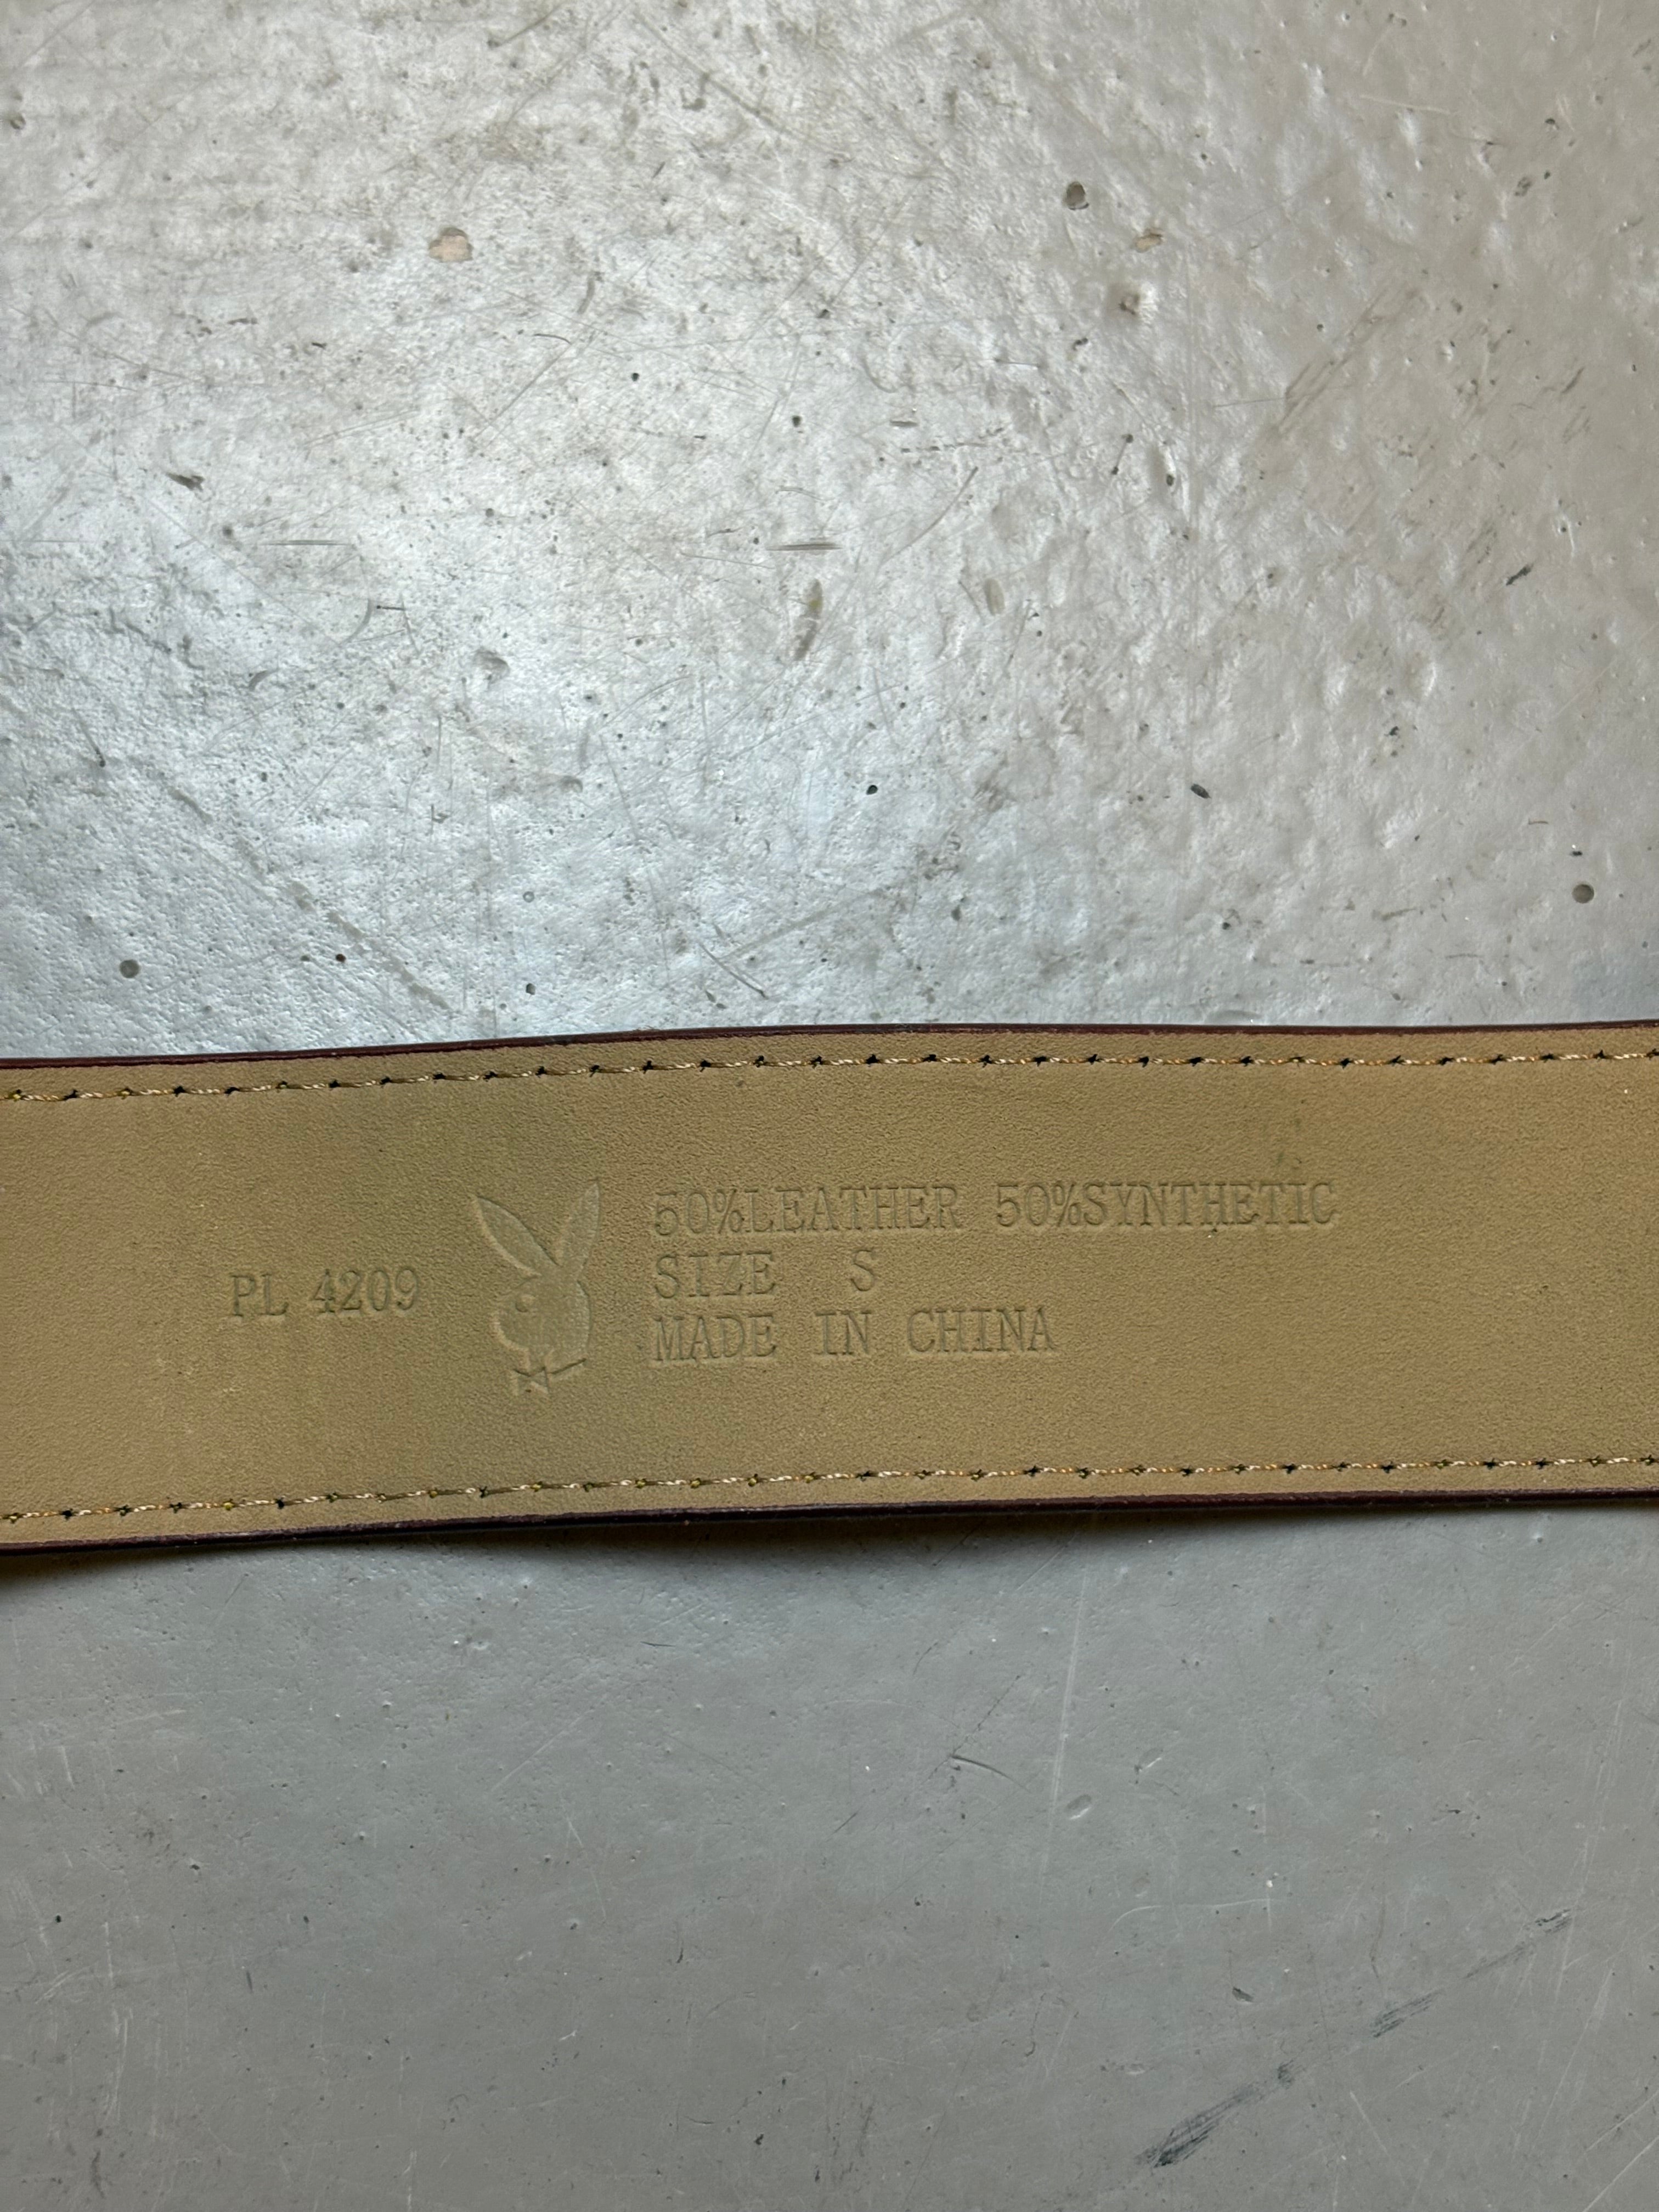 PL 4209
50%LEATHER 50%SYNTHETIC
SIZE S
MADE IN CHINA